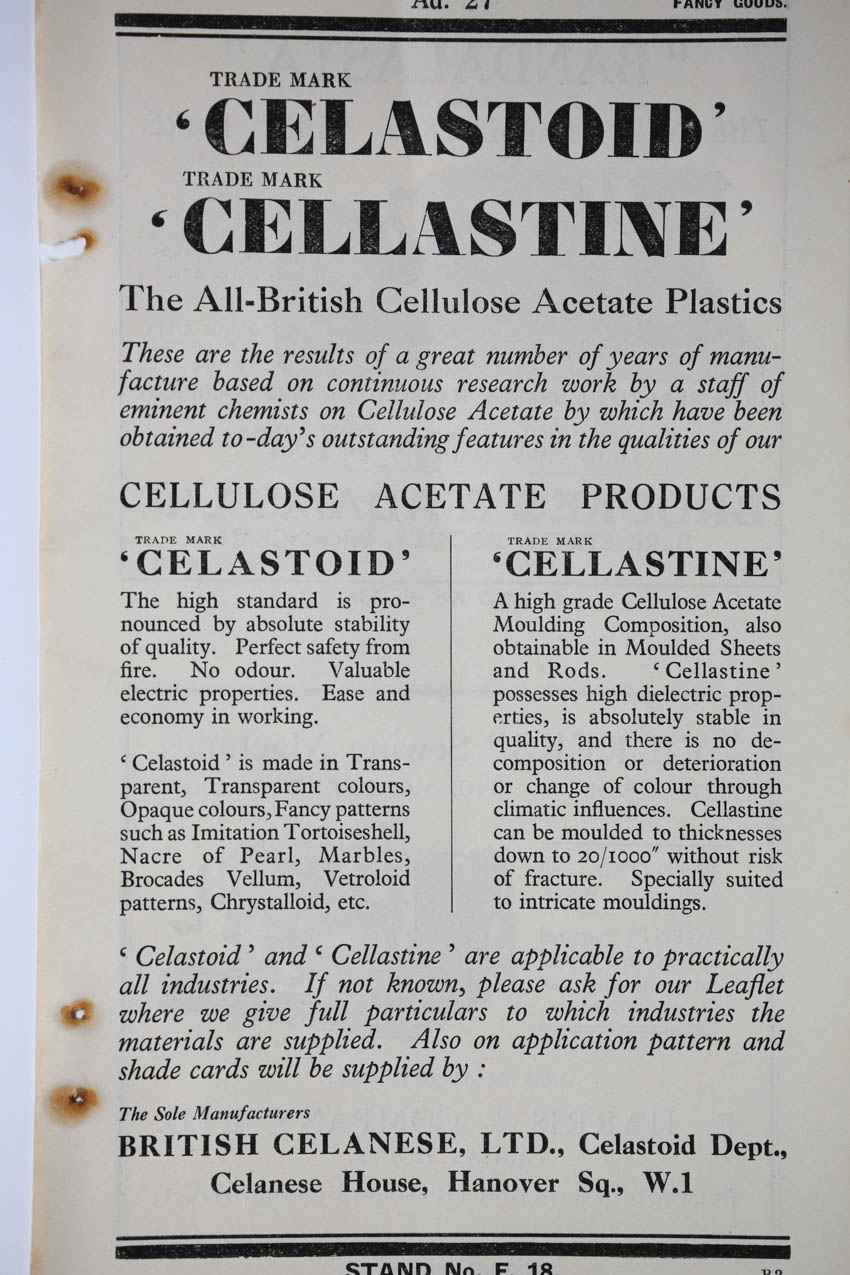 Ad. 27 FANCY GOODS.
TRADE MARK
‘CELASTOID’
TRADE MARK
‘CELLASTINE’
The All-British Cellulose Acetate Plastics
These are the results of a great number of years of manu-
facture based on continuous research work by a staff of
eminent chemists on Cellulose Acetate by which have been
obtained to-day's outstanding features in the qualities of our
CELLULOSE ACETATE PRODUCTS
TRADE MARK
‘CELASTOID’
The high standard is pro-
nounced by absolute stability
of quality. Perfect safety from
fire. No odour. Valuable
electric properties. Ease and
economy in working.
‘ Celastoid ’ is made in Trans-
parent, Transparent colours,
Opaque colours, Fancy patterns
such as Imitation Tortoiseshell,
Nacre of Pearl, Marbles,
Brocades Vellum, Vetroloid
patterns, Chrystalloid, etc.
TRADE MARK
‘CELLASTINE’
A high grade Cellulose Acetate
Moulding Composition, also
obtainable in Moulded Sheets
and Rods. ‘ Cellastine ’
possesses high dielectric prop-
erties, is absolutely stable in
quality, and there is no de-
composition or deterioration
or change of colour through
climatic influences. Cellastine
can be moulded to thicknesses
down to 20/1000″ without risk
of fracture. Specially suited
to intricate mouldings.
‘ Celastoid ’ and ‘ Cellastine ’ are applicable to practically
all industries. If not known, please ask for our Leaflet
where we give full particulars to which industries the
materials are supplied. Also on application pattern and
shade cards will be supplied by :
The Sole Manufacturers
BRITISH CELANESE, LTD., Celastoid Dept.,
Celanese House, Hanover Sq., W.1
STAND No. F. 18.